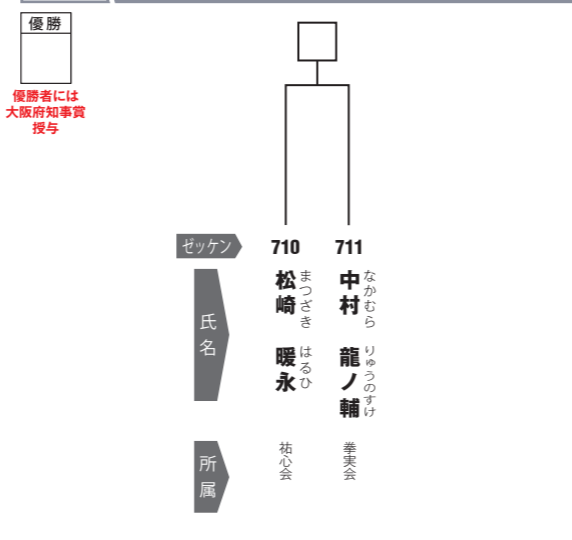 優勝
優勝者には
大阪府知事賞
授与
ゼッケン
710
711
氏名
松崎 暖永
まつざき はるひ
中村 龍ノ輔
なかむら りゅうのすけ
所属
祐心会
拳実会